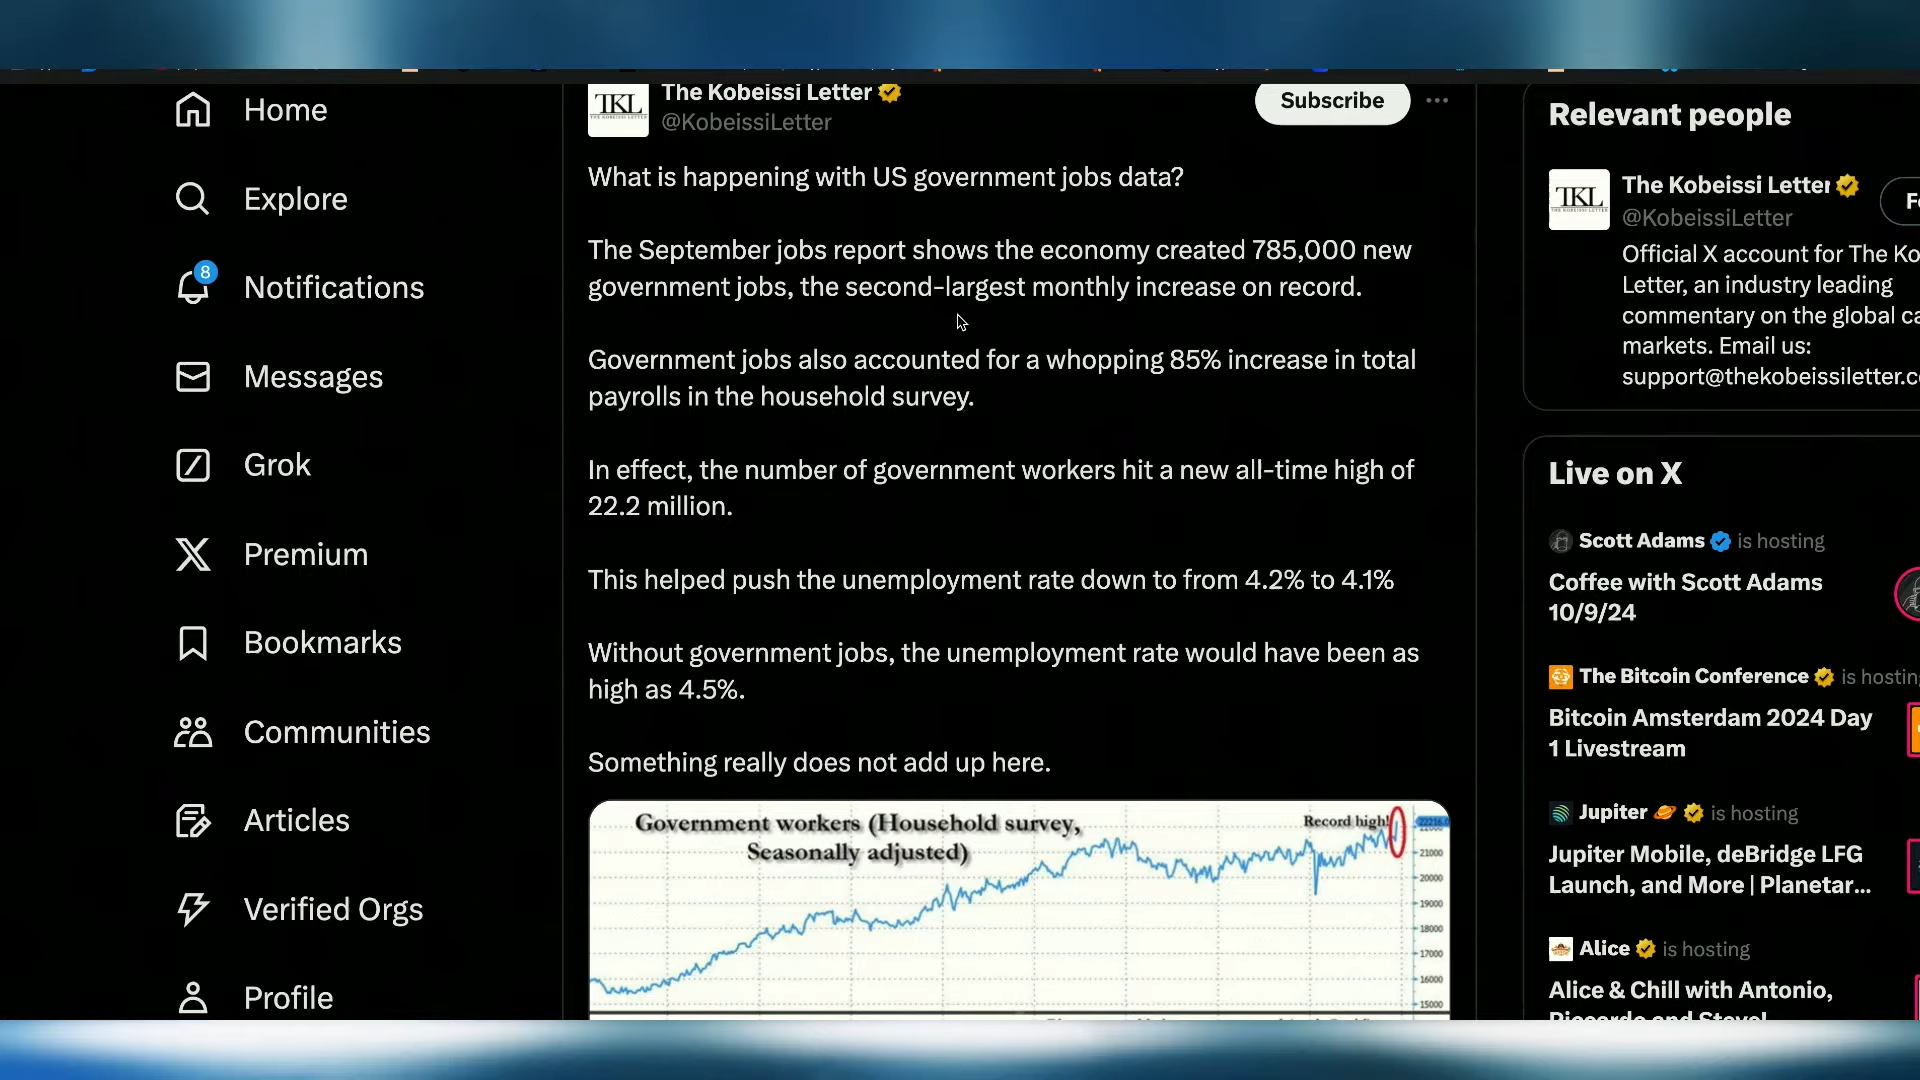 Home
Explore
8
Notifications
Messages
Grok
Premium
Bookmarks
Communities
Articles
Verified Orgs
Profile
TKL
THE KOBEISSI LETTER
The Kobeissi Letter
@KobeissiLetter
Subscribe
What is happening with US government jobs data?
The September jobs report shows the economy created 785,000 new
government jobs, the second-largest monthly increase on record.
Government jobs also accounted for a whopping 85% increase in total
payrolls in the household survey.
In effect, the number of government workers hit a new all-time high of
22.2 million.
This helped push the unemployment rate down to from 4.2% to 4.1%
Without government jobs, the unemployment rate would have been as
high as 4.5%.
Something really does not add up here.
Government workers (Household survey,
Seasonally adjusted)
Record high!
21000
20000
19000
18000
17000
16000
15000
Relevant people
TKL
THE KOBEISSI LETTER
The Kobeissi Letter
@KobeissiLetter
Official X account for The Ko
Letter, an industry leading
commentary on the global ca
markets. Email us:
support@thekobeissiletter.c
Live on X
Scott Adams is hosting
Coffee with Scott Adams
10/9/24
The Bitcoin Conference is hosting
Bitcoin Amsterdam 2024 Day
1 Livestream
Jupiter is hosting
Jupiter Mobile, deBridge LFG
Launch, and More | Planetar...
Alice is hosting
Alice & Chill with Antonio,